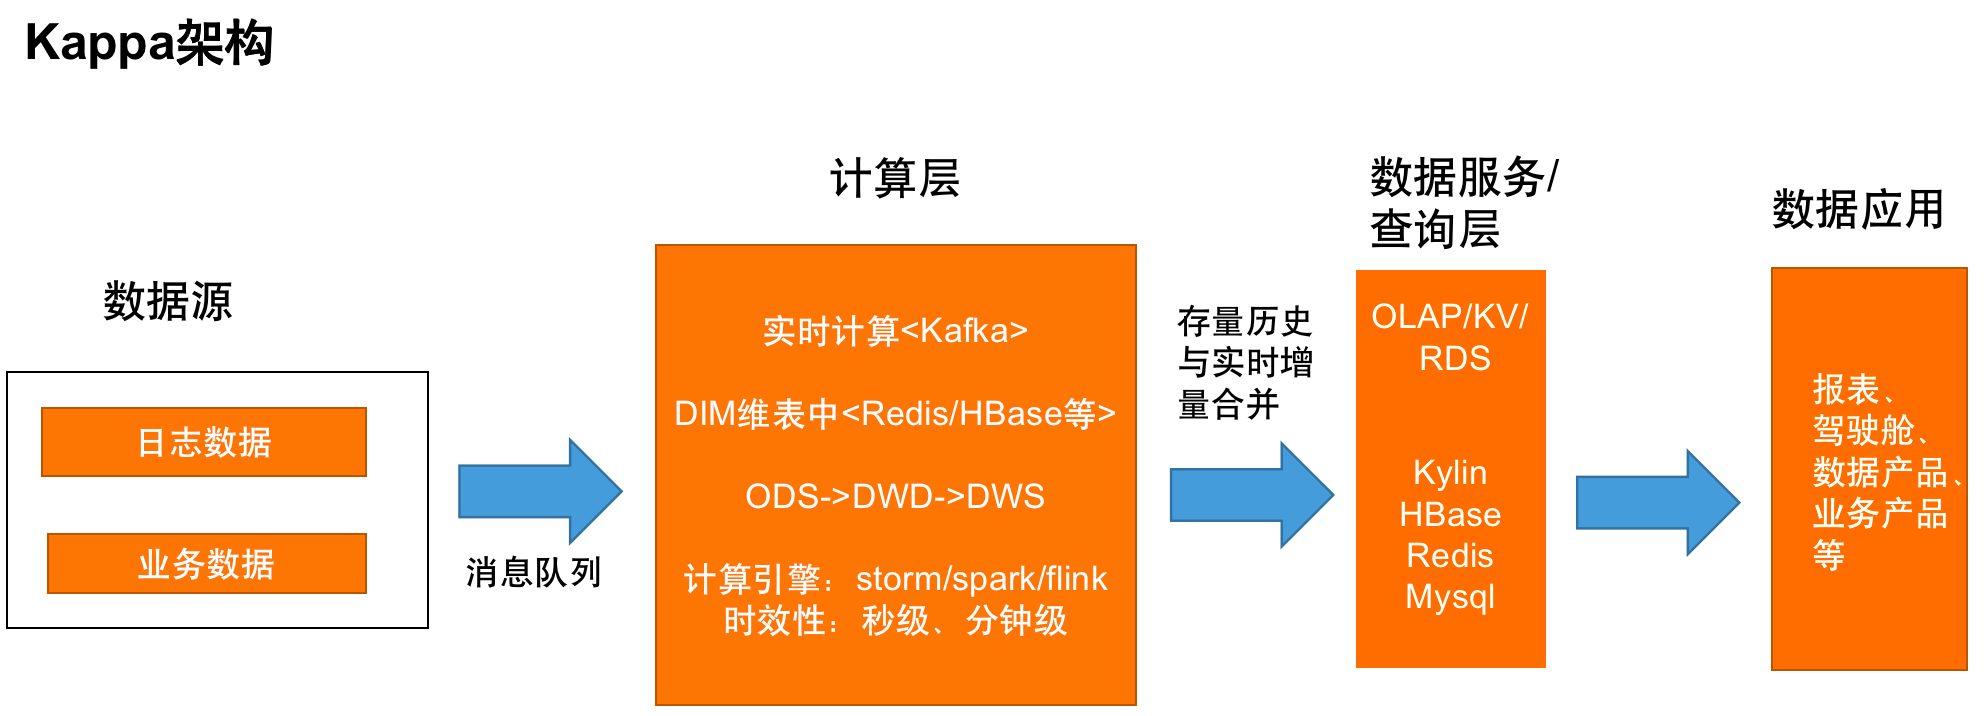 Kappa架构
数据源
日志数据
业务数据
消息队列
计算层
实时计算<Kafka>
DIM维表中<Redis/HBase等>
ODS->DWD->DWS
计算引擎：storm/spark/flink
时效性：秒级、分钟级
存量历史
与实时增
量合并
数据服务/
查询层
OLAP/KV/
RDS
Kylin
HBase
Redis
Mysql
数据应用
报表、
驾驶舱、
数据产品、
业务产品
等